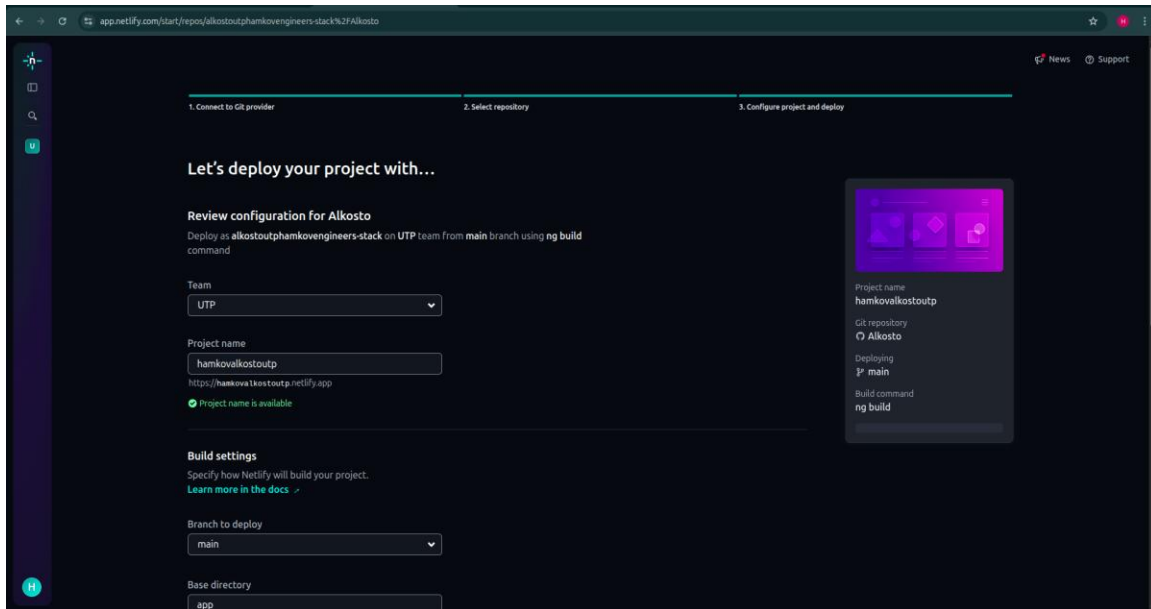 app.netlify.com/start/repos/alkostoutphamkovengineers-stack%2FAlkosto
H
News
Support
U
1. Connect to Git provider
2. Select repository
3. Configure project and deploy
Let's deploy your project with…
Review configuration for Alkosto
Deploy as alkostoutphamkovengineers-stack on UTP team from main branch using ng build
command
Team
UTP
Project name
hamkovalkostoutp
https://hamkovalkostoutp.netlify.app
Project name is available
Build settings
Specify how Netlify will build your project.
Learn more in the docs
Branch to deploy
main
Base directory
app
Project name
hamkovalkostoutp
Git repository
Alkosto
Deploying
main
Build command
ng build
H